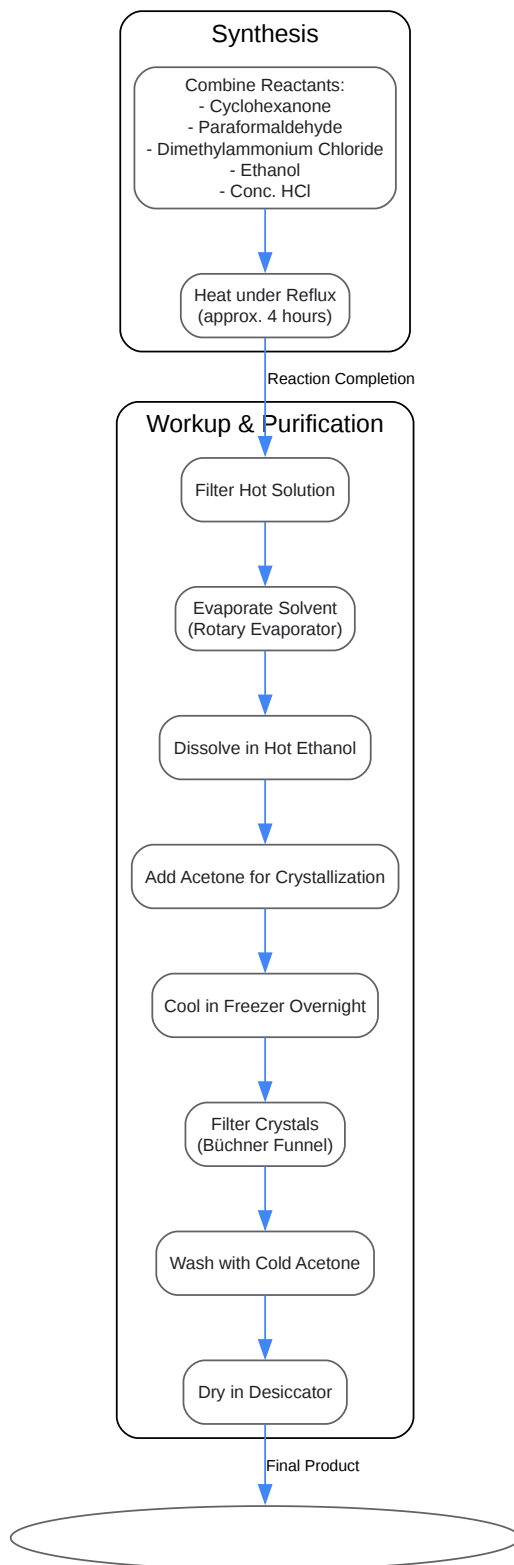 Synthesis
Combine Reactants:
- Cyclohexanone
- Paraformaldehyde
- Dimethylammonium Chloride
- Ethanol
- Conc. HCl
Heat under Reflux
(approx. 4 hours)
Reaction Completion
Workup & Purification
Filter Hot Solution
Evaporate Solvent
(Rotary Evaporator)
Dissolve in Hot Ethanol
Add Acetone for Crystallization
Cool in Freezer Overnight
Filter Crystals
(Büchner Funnel)
Wash with Cold Acetone
Dry in Desiccator
Final Product